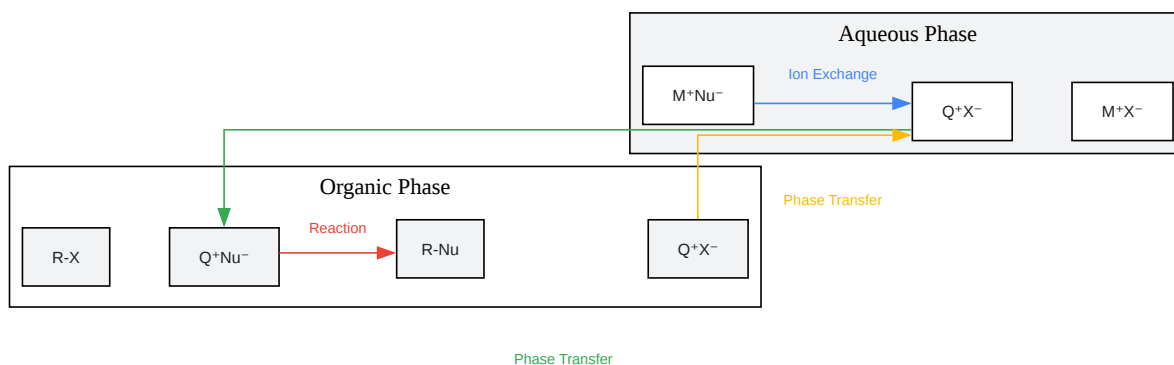 Aqueous Phase
Ion Exchange
M⁺Nu⁻
Q⁺X⁻
M⁺X⁻
Organic Phase
Phase Transfer
Reaction
R-X
Q⁺Nu⁻
R-Nu
Q⁺X⁻
Phase Transfer